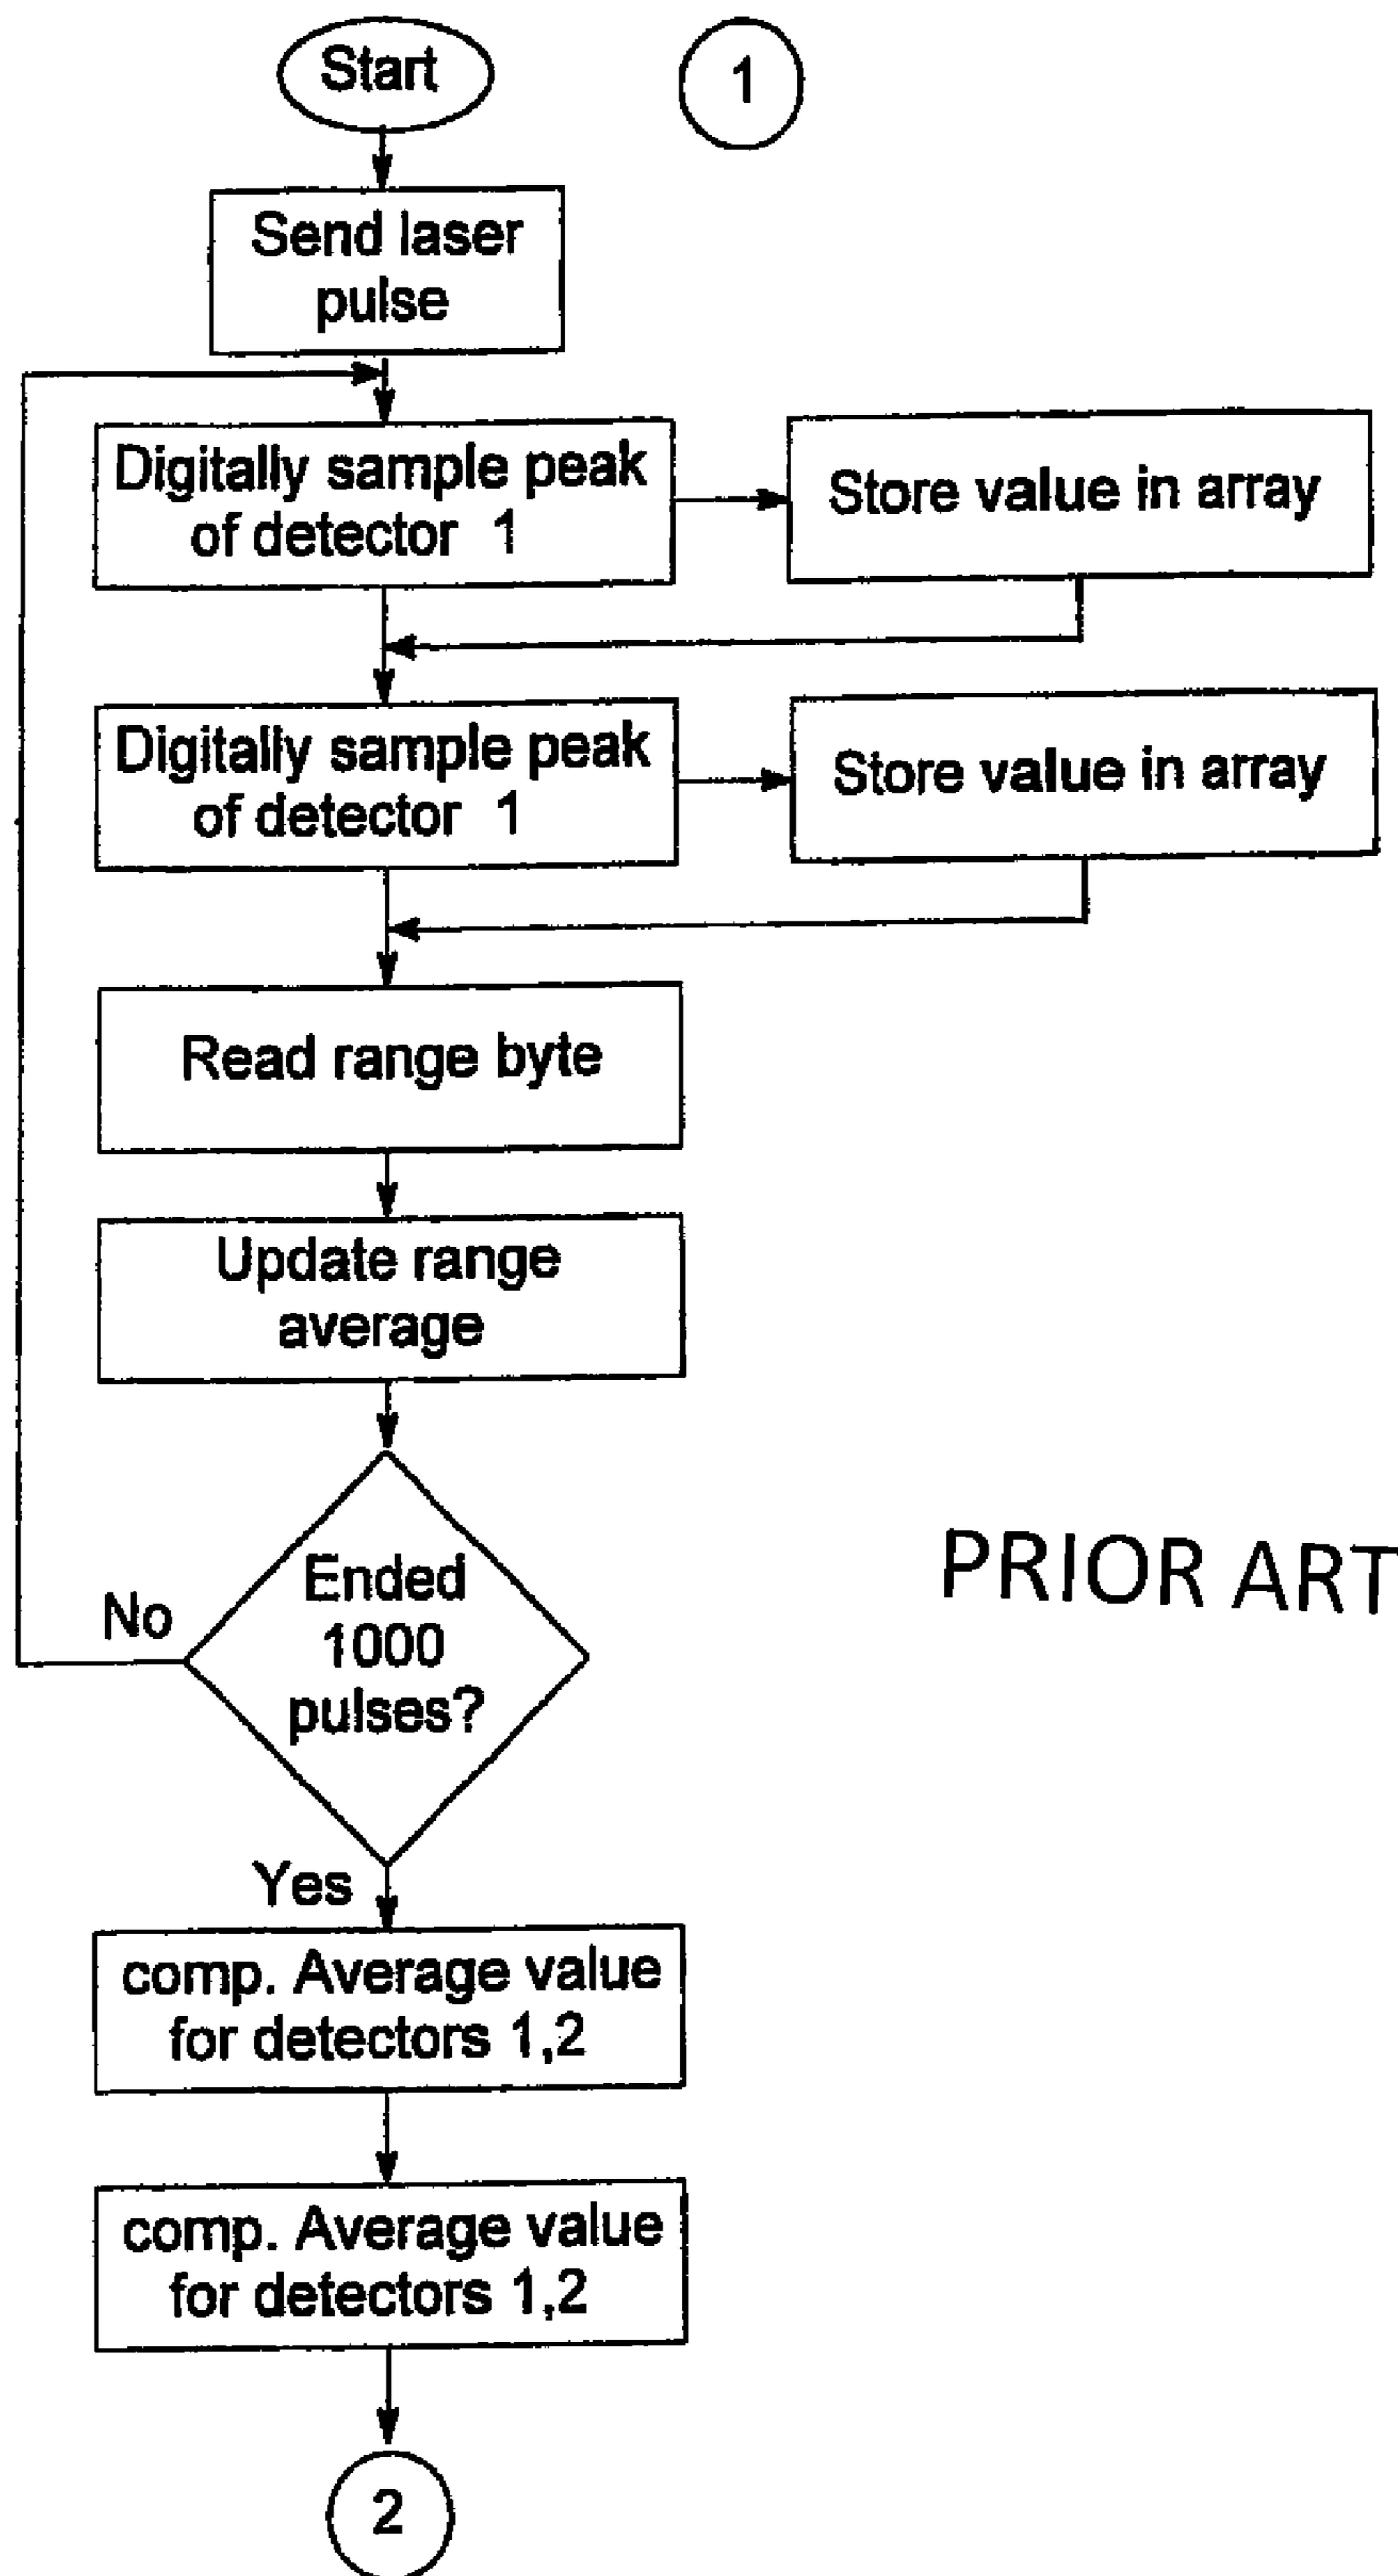 Start
1
Send laser
pulse
Digitally sample peak
of detector 1
Store value in array
Digitally sample peak
of detector 1
Store value in array
Read range byte
Update range
average
Ended
1000
pulses?
No
PRIOR ART
Yes
comp. Average value
for detectors 1,2
comp. Average value
for detectors 1,2
2